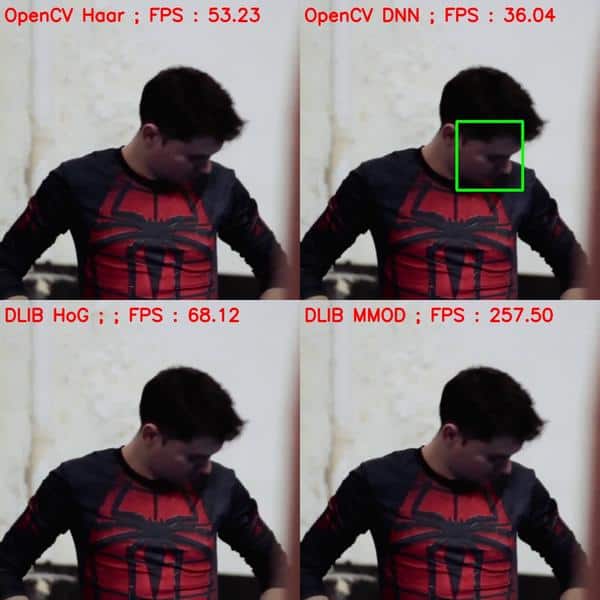 OpenCV Haar ; FPS : 53.23
OpenCV DNN ; FPS : 36.04
DLIB HoG ; ; FPS : 68.12
DLIB MMOD ; FPS : 257.50